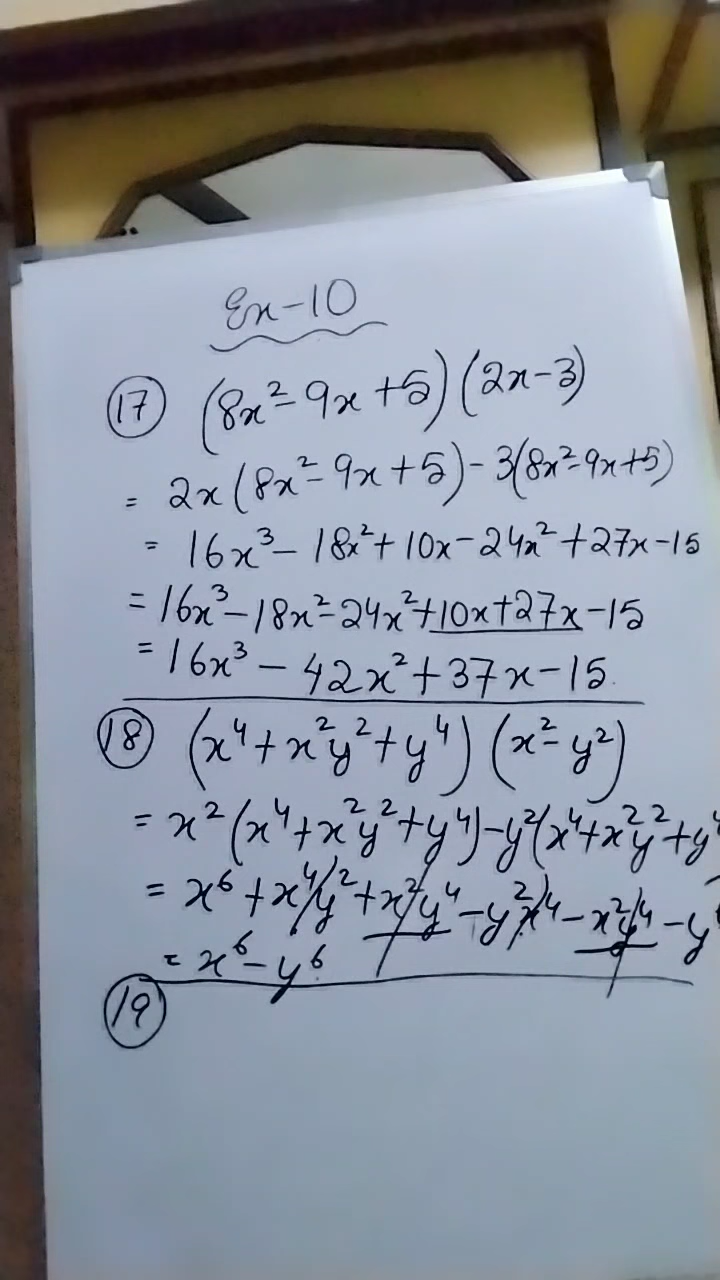 Ex-10
17 (8x²-9x+5)(2x-3)
= 2x(8x²-9x+5)-3(8x²-9x+5)
= 16x³-18x²+10x-24x²+27x-15
=16x³-18x²-24x²+10x+27x-15
=16x³-42x²+37x-15.
18 (x⁴+x²y²+y⁴)(x²-y²)
= x²(x⁴+x²y²+y⁴)-y²(x⁴+x²y²+y⁴
= x⁶+x⁴y²+x²y⁴-y²x⁴-x²y⁴-y⁶
= x⁶-y⁶
19